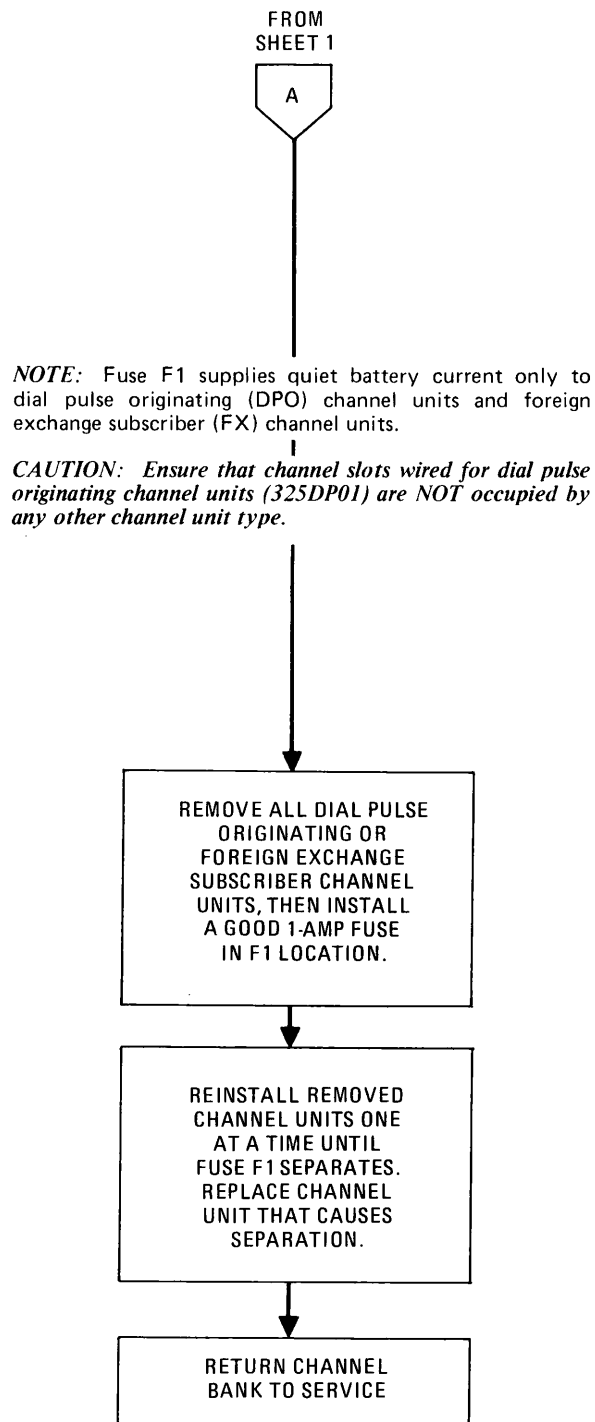 FROM
SHEET 1
A
NOTE: Fuse F1 supplies quiet battery current only to
dial pulse originating (DPO) channel units and foreign
exchange subscriber (FX) channel units.
CAUTION: Ensure that channel slots wired for dial pulse
originating channel units (325DP01) are NOT occupied by
any other channel unit type.
REMOVE ALL DIAL PULSE
ORIGINATING OR
FOREIGN EXCHANGE
SUBSCRIBER CHANNEL
UNITS, THEN INSTALL
A GOOD 1-AMP FUSE
IN F1 LOCATION.
REINSTALL REMOVED
CHANNEL UNITS ONE
AT A TIME UNTIL
FUSE F1 SEPARATES.
REPLACE CHANNEL
UNIT THAT CAUSES
SEPARATION.
RETURN CHANNEL
BANK TO SERVICE